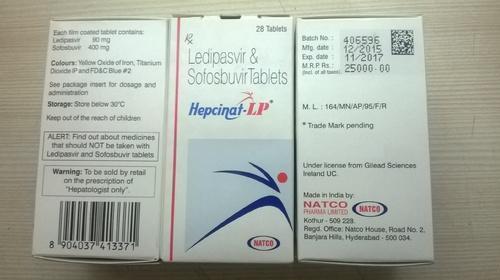 Each film coated tablet contains:
Ledipasvir 90 mg
Sofosbuvir 400 mg
Colours: Yellow Oxide of Iron, Titanium
Dioxide IP and FD&C Blue #2
See package insert for dosage and
administration
Storage: Store below 30°C
Keep out of the reach of children
ALERT: Find out about medicines
that should NOT be taken with
Ledipasvir and Sofosbuvir tablets
Warning: To be sold by retail
on the prescription of
"Hepatologist only".
8 904037 413371
28 Tablets
Rx
Ledipasvir &
Sofosbuvir Tablets
Hepcinat-LP*
NATCO
Batch No. : 406596
Mfg. date : 12/2015
Exp. date : 11/2017
M.R.P Rs.: 25000.00
(Incl. of all taxes)
M. L. : 164/MN/AP/95/F/R
* Trade Mark pending
Under license from Gilead Sciences
Ireland UC.
Made in India by:
NATCO
PHARMA LIMITED
NATCO
Kothur - 509 228.
Regd. Office: Natco House, Road No. 2,
Banjara Hills, Hyderabad - 500 034.